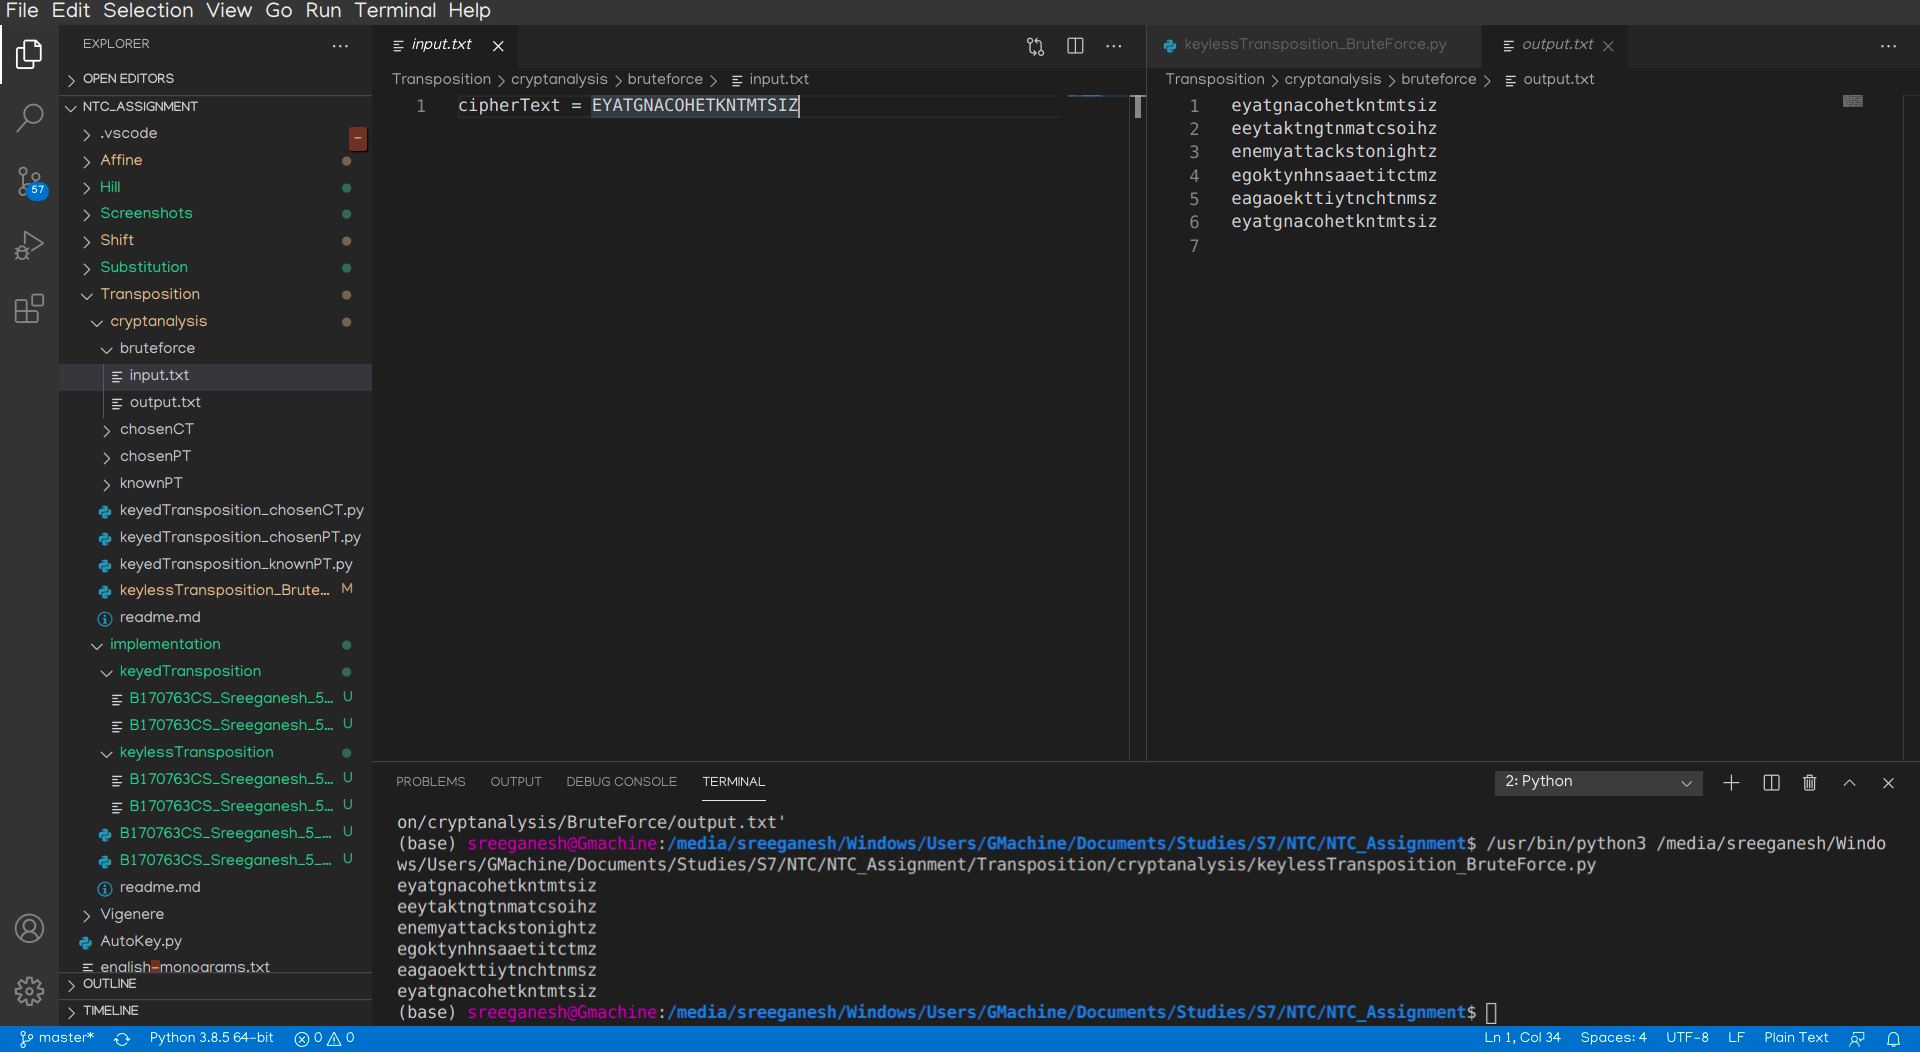 File Edit Selection View Go Run Terminal Help
EXPLORER
OPEN EDITORS
NTC_ASSIGNMENT
.vscode
Affine
Hill
Screenshots
Shift
Substitution
Transposition
cryptanalysis
bruteforce
input.txt
output.txt
chosenCT
chosenPT
knownPT
keyedTransposition_chosenCT.py
keyedTransposition_chosenPT.py
keyedTransposition_knownPT.py
keylessTransposition_Brute... M
readme.md
implementation
keyedTransposition
B170763CS_Sreeganesh_5... U
B170763CS_Sreeganesh_5... U
keylessTransposition
B170763CS_Sreeganesh_5... U
B170763CS_Sreeganesh_5... U
B170763CS_Sreeganesh_5_... U
B170763CS_Sreeganesh_5_... U
readme.md
Vigenere
AutoKey.py
english-monograms.txt
OUTLINE
TIMELINE
57
input.txt
Transposition > cryptanalysis > bruteforce > input.txt
1 cipherText = EYATGNACOHETKNTMTSIZ
keylessTransposition_BruteForce.py output.txt
Transposition > cryptanalysis > bruteforce > output.txt
1 eyatgnacohetkntmtsiz
2 eeytaktngtnmatcsoihz
3 enemyattackstonightz
4 egoktynhnsaaetitctmz
5 eagaoekttiytnchtnmsz
6 eyatgnacohetkntmtsiz
7
PROBLEMS OUTPUT DEBUG CONSOLE TERMINAL
2: Python
on/cryptanalysis/BruteForce/output.txt'
(base) sreeganesh@Gmachine:/media/sreeganesh/Windows/Users/GMachine/Documents/Studies/S7/NTC/NTC_Assignment$ /usr/bin/python3 /media/sreeganesh/Windo
ws/Users/GMachine/Documents/Studies/S7/NTC/NTC_Assignment/Transposition/cryptanalysis/keylessTransposition_BruteForce.py
eyatgnacohetkntmtsiz
eeytaktngtnmatcsoihz
enemyattackstonightz
egoktynhnsaaetitctmz
eagaoekttiytnchtnmsz
eyatgnacohetkntmtsiz
(base) sreeganesh@Gmachine:/media/sreeganesh/Windows/Users/GMachine/Documents/Studies/S7/NTC/NTC_Assignment$
master* Python 3.8.5 64-bit 0 0 Ln 1, Col 34 Spaces: 4 UTF-8 LF Plain Text